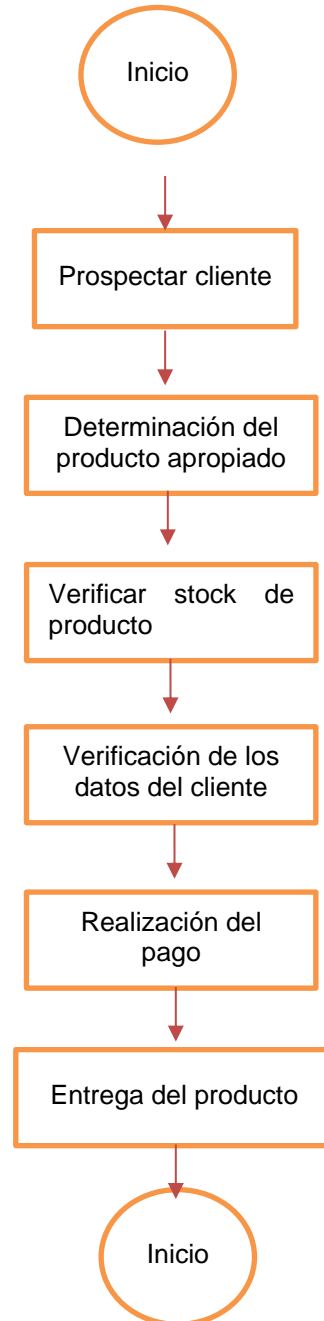 Inicio
Prospectar cliente
Determinación del
producto apropiado
Verificar stock de
producto
Verificación de los
datos del cliente
Realización del
pago
Entrega del producto
Inicio